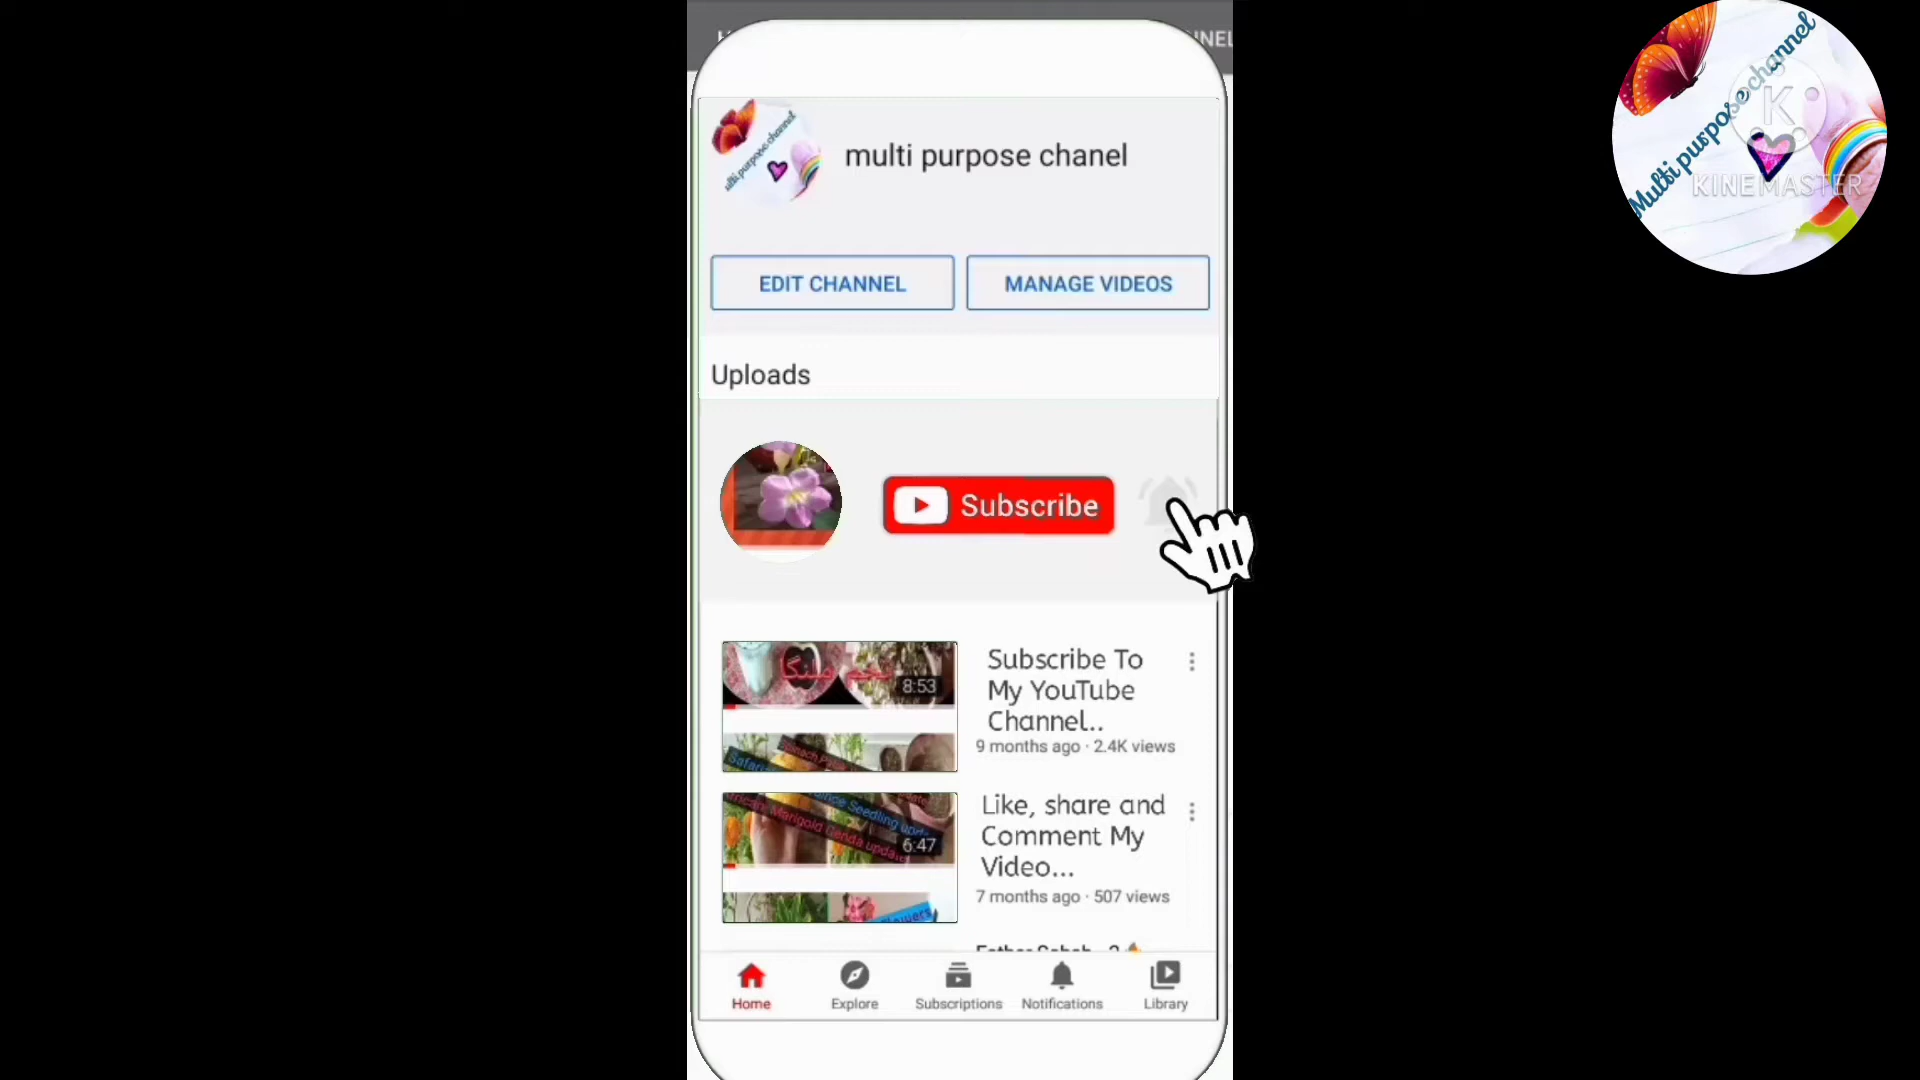 multi purpose chanel
EDIT CHANNEL
MANAGE VIDEOS
Uploads
Subscribe
8:53
Subscribe To
My YouTube
Channel..
9 months ago · 2.4K views
6:47
Like, share and
Comment My
Video...
7 months ago · 507 views
Home
Explore
Subscriptions
Notifications
Library
Multi purpose channel
KINEMASTER